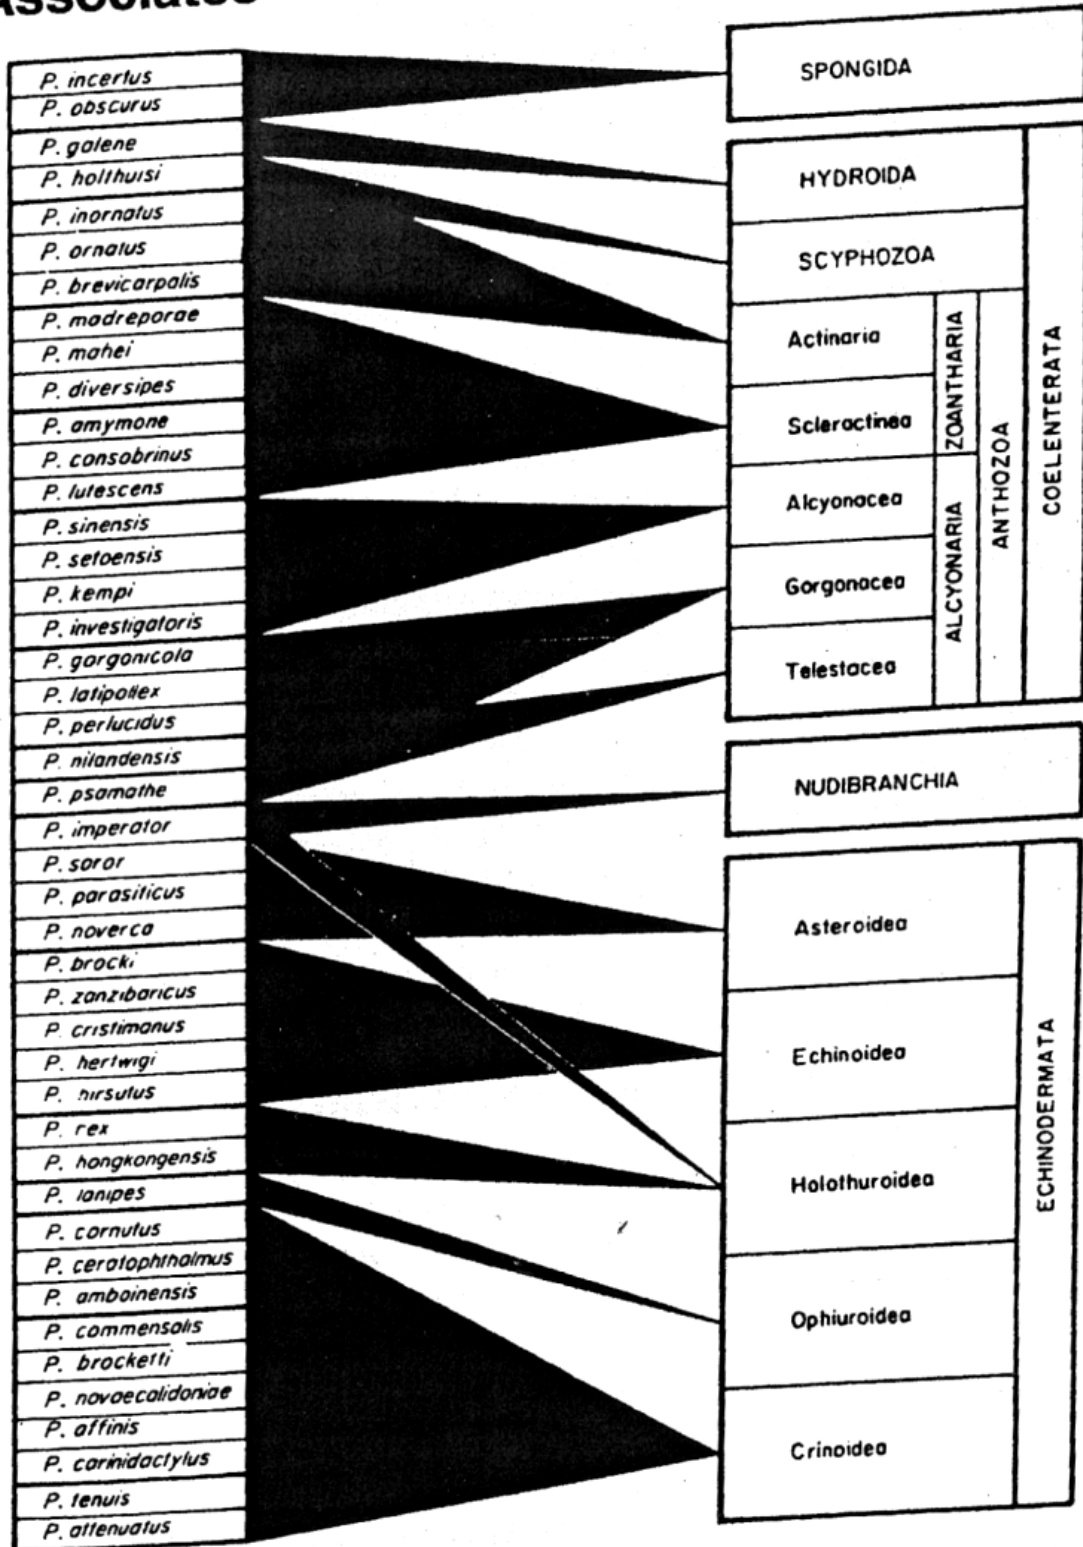 Associates
P. incertus
P. obscurus
P. galene
P. holthuisi
P. inornatus
P. ornatus
P. brevicarpalis
P. madreporae
P. mahei
P. diversipes
P. amymone
P. consobrinus
P. lutescens
P. sinensis
P. setoensis
P. kempi
P. investigatoris
P. gorgonicola
P. latipollex
P. perlucidus
P. nilandensis
P. psamathe
P. imperator
P. soror
P. parasiticus
P. noverca
P. brocki
P. zanzibaricus
P. cristimanus
P. hertwigi
P. hirsutus
P. rex
P. hongkongensis
P. lanipes
P. cornutus
P. ceratophthalmus
P. amboinensis
P. commensalis
P. brocketti
P. novaecalidoniae
P. affinis
P. carinidactylus
P. tenuis
P. attenuatus
SPONGIDA
HYDROIDA
SCYPHOZOA
Actinaria
Scleractinea
Alcyonacea
Gorgonacea
Telestacea
ZOANTHARIA
ALCYONARIA
ANTHOZOA
COELENTERATA
NUDIBRANCHIA
Asteroidea
Echinoidea
Holothuroidea
Ophiuroidea
Crinoidea
ECHINODERMATA